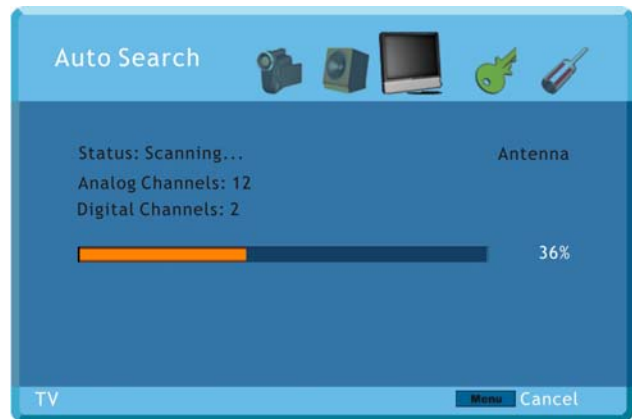 Auto Search
Status: Scanning... Antenna
Analog Channels: 12
Digital Channels: 2
36%
TV Menu Cancel